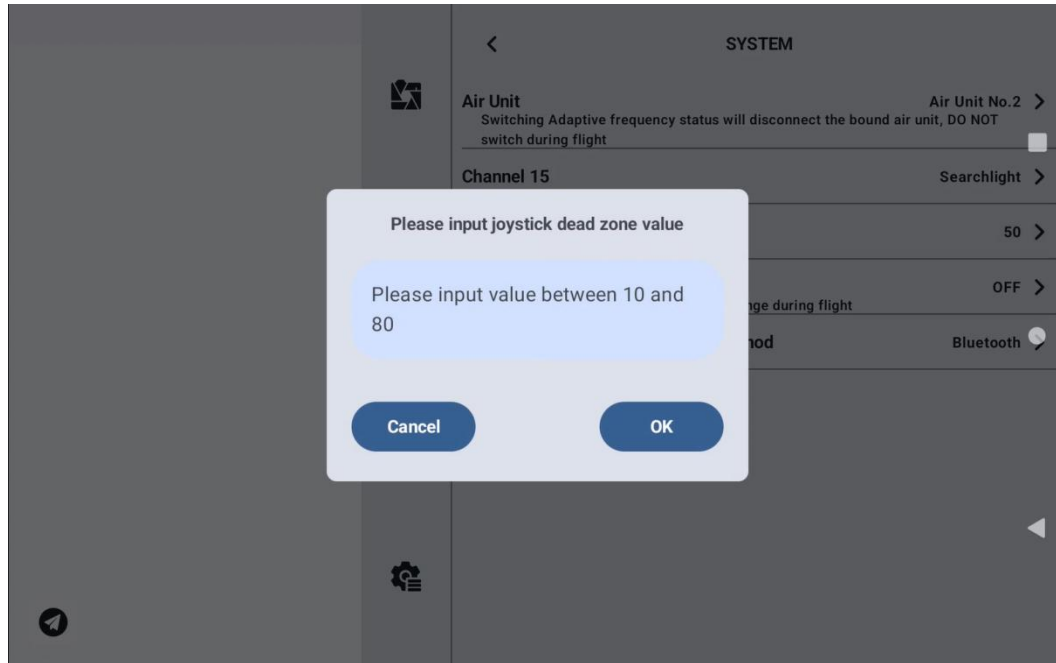 SYSTEM
Air Unit
Air Unit No.2
Switching Adaptive frequency status will disconnect the bound air unit, DO NOT
switch during flight
Channel 15
Searchlight
Please input joystick dead zone value
50
Please input value between 10 and
80
OFF
during flight
Bluetooth
Cancel
OK